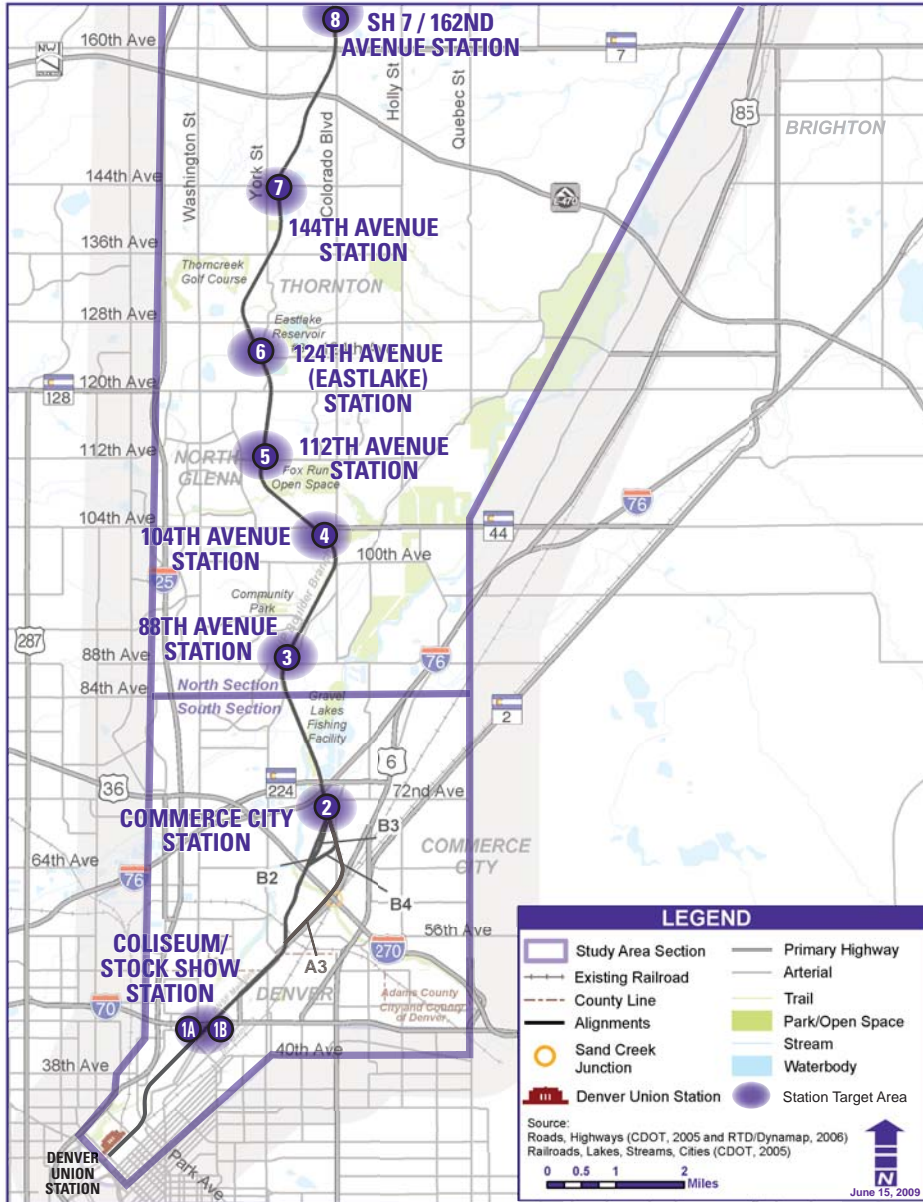 8
SH 7 / 162ND
AVENUE STATION
160th Ave
NW
7
85
BRIGHTON
Washington St
York St
Colorado Blvd
Holly St
Quebec St
144th Ave
7
144TH AVENUE
STATION
136th Ave
Thorncreek
Golf Course
THORNTON
128th Ave
Eastlake
Reservoir
6
124TH AVENUE
(EASTLAKE)
STATION
120th Ave
128
112th Ave
NORTH
GLENN
5
112TH AVENUE
STATION
Fox Run
Open Space
76
104th Ave
4
44
104TH AVENUE
STATION
100th Ave
25
Community
Park
Boulder Branch
287
88TH AVENUE
STATION
3
76
88th Ave
84th Ave
North Section
South Section
Gravel
Lakes
Fishing
Facility
2
6
36
224
72nd Ave
2
COMMERCE CITY
STATION
B3
COMMERCE
CITY
64th Ave
76
B2
B4
56th Ave
270
A3
COLISEUM/
STOCK SHOW
STATION
DENVER
Adams County
City and County
of Denver
70
1A
1B
40th Ave
38th Ave
DENVER
UNION
STATION
Park Ave
LEGEND
Study Area Section
Existing Railroad
County Line
Alignments
Sand Creek
Junction
Denver Union Station
Primary Highway
Arterial
Trail
Park/Open Space
Stream
Waterbody
Station Target Area
Source:
Roads, Highways (CDOT, 2005 and RTD/Dynamap, 2006)
Railroads, Lakes, Streams, Cities (CDOT, 2005)
0 0.5 1 2
Miles
N
June 15, 2009